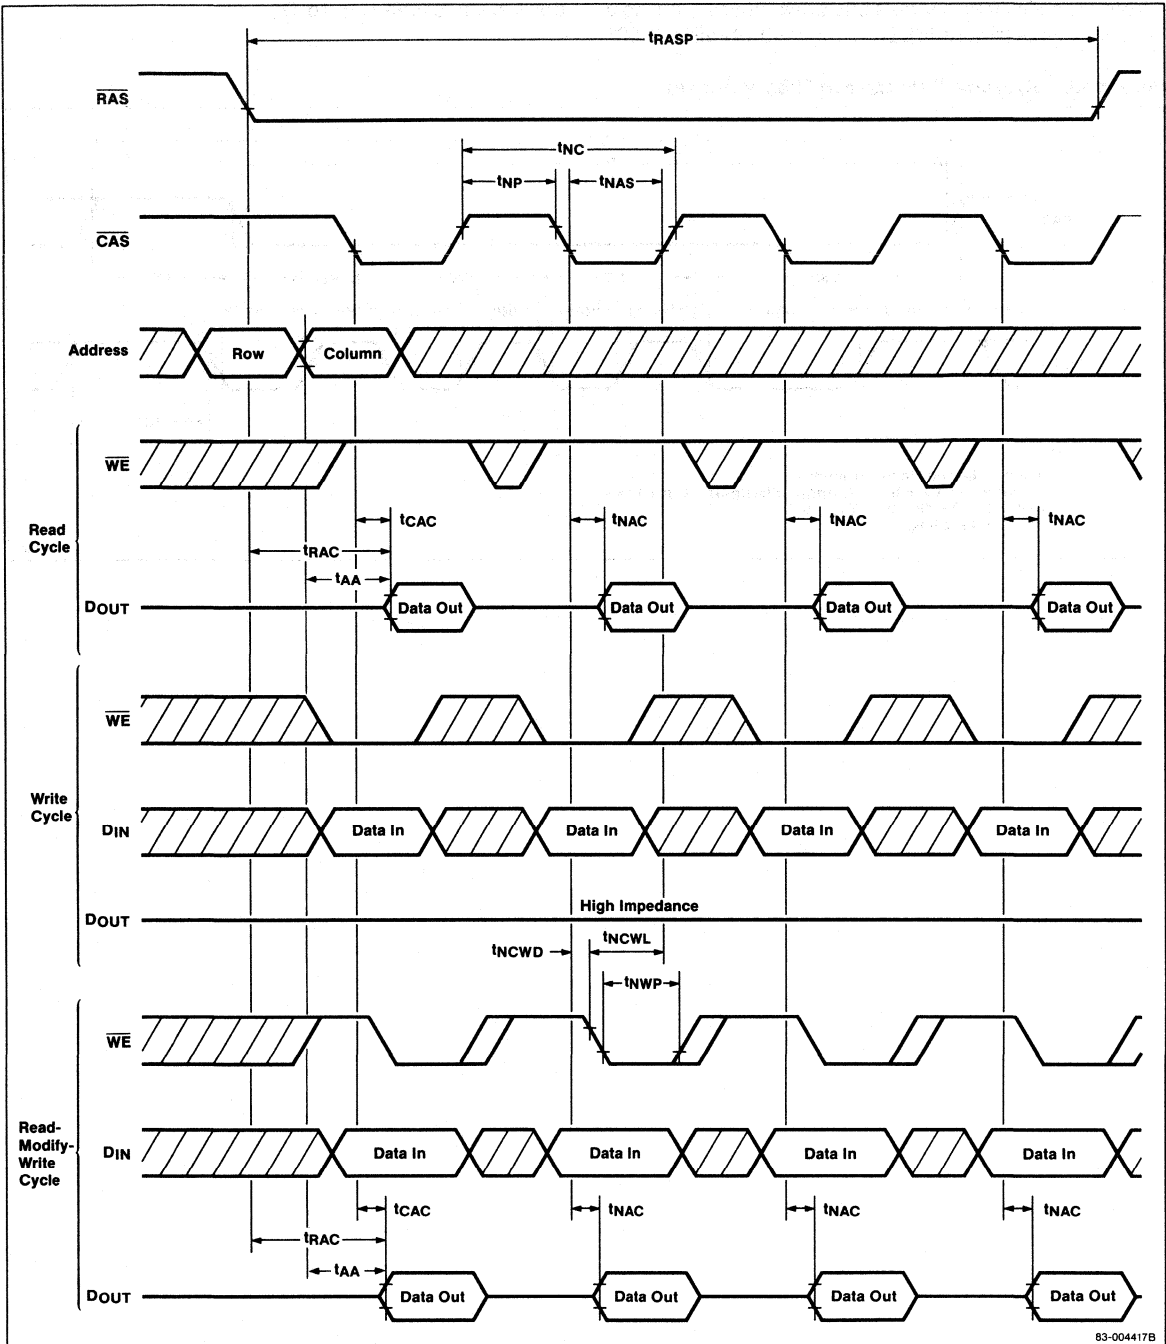 tRASP
RAS
tNC
tNP
tNAS
CAS
Address
Row
Column
Read Cycle
WE
tCAC
tNAC
tNAC
tNAC
tRAC
tAA
DOUT
Data Out
Data Out
Data Out
Data Out
Write Cycle
WE
DIN
Data In
Data In
Data In
Data In
DOUT
High Impedance
tNCWD
tNCWL
tNWP
Read-
Modify-
Write
Cycle
WE
DIN
Data In
Data In
Data In
Data In
tCAC
tNAC
tNAC
tNAC
tRAC
tAA
DOUT
Data Out
Data Out
Data Out
Data Out
83-004417B